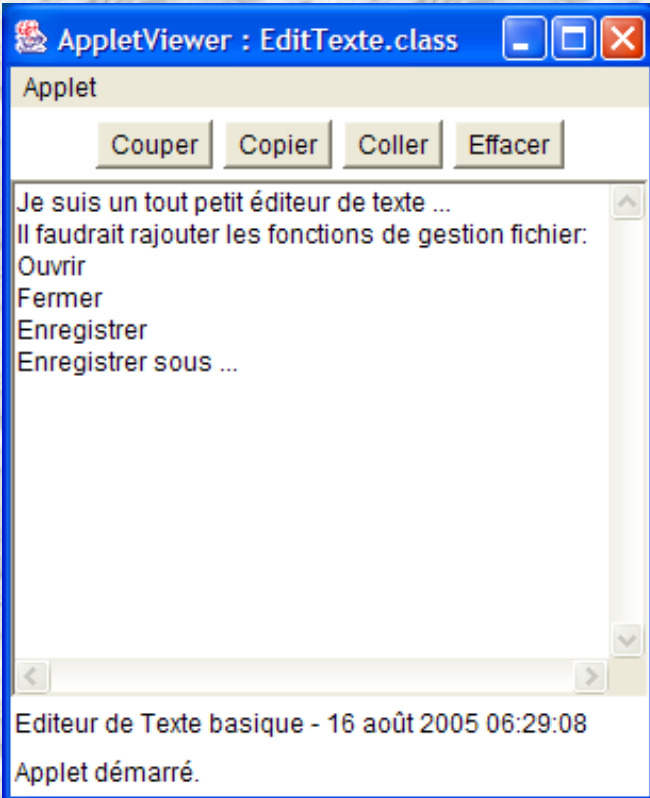 AppletViewer : EditTexte.class
Applet
Couper Copier Coller Effacer
Je suis un tout petit éditeur de texte ...
Il faudrait rajouter les fonctions de gestion fichier:
Ouvrir
Fermer
Enregistrer
Enregistrer sous ...
Editeur de Texte basique - 16 août 2005 06:29:08
Applet démarré.